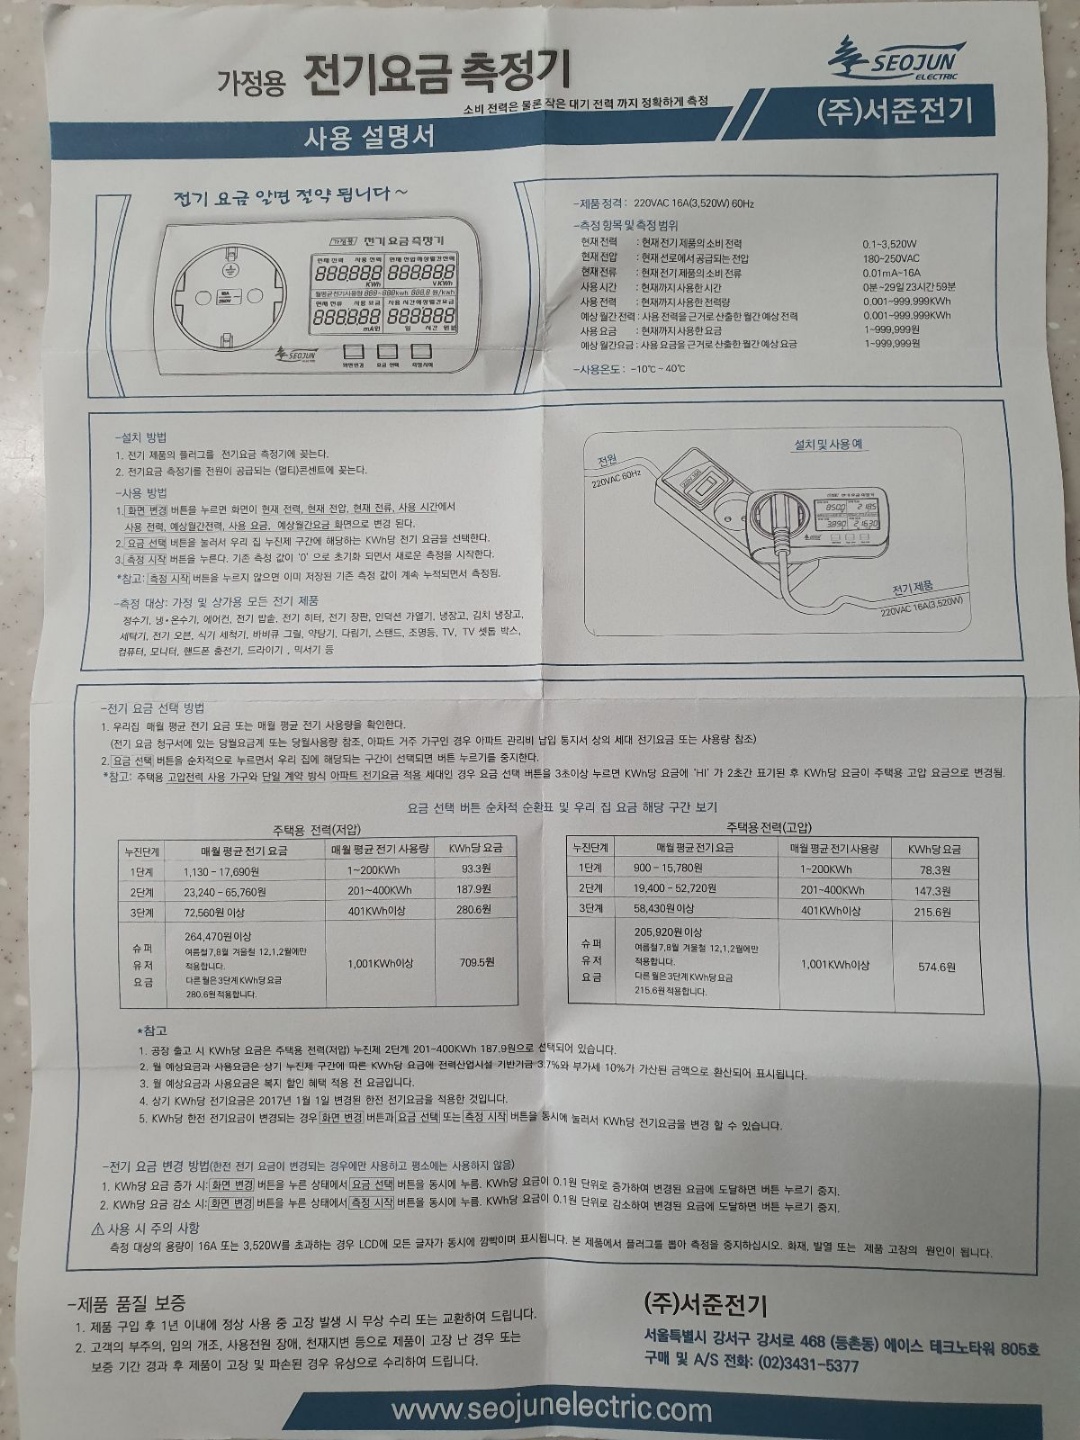 가정용 전기요금 측정기
소비 전력은 물론 작은 대기 전력 까지 정확하게 측정
SEOJUN
ELECTRIC
사용 설명서
(주)서준전기
전기 요금 알면 절약 됩니다~
가정용 전기요금측정기
SEOJUN
화면변경 요금 선택 측정시작
-제품 정격 : 220VAC 16A(3,520W) 60Hz
-측정 항목 및 측정 범위
현재 전력 : 현재 전기 제품의 소비 전력 0.1~3,520W
현재 전압 : 현재 선로에서 공급되는 전압 180~250VAC
현재 전류 : 현재 전기 제품의 소비 전류 0.01mA~16A
사용 시간 : 현재까지 사용한 시간 0분~29일 23시간 59분
사용 전력 : 현재까지 사용한 전력량 0.001~999.999KWh
예상 월간 전력 : 사용 전력을 근거로 산출한 월간 예상 전력 0.001~999.999KWh
사용 요금 : 현재까지 사용한 요금 1~999,999원
예상 월간요금 : 사용 요금을 근거로 산출한 월간 예상 요금 1~999,999원
-사용온도 : -10℃ ~ 40℃
-설치 방법
1. 전기 제품의 플러그를 전기요금 측정기에 꽂는다.
2. 전기요금 측정기를 전원이 공급되는 (멀티)콘센트에 꽂는다.
-사용 방법
1. 화면 변경 버튼을 누르면 화면이 현재 전력, 현재 전압, 현재 전류, 사용 시간에서
사용 전력, 예상월간전력, 사용 요금, 예상월간요금 화면으로 변경 된다.
2. 요금 선택 버튼을 눌러서 우리 집 누진제 구간에 해당하는 KWh당 전기 요금을 선택한다.
3. 측정 시작 버튼을 누른다. 기존 측정 값이 '0' 으로 초기화 되면서 새로운 측정을 시작한다.
*참고: 측정 시작 버튼을 누르지 않으면 이미 저장된 기존 측정 값이 계속 누적되면서 측정됨.
-측정 대상: 가정 및 상가용 모든 전기 제품
정수기, 냉•온수기, 에어컨, 전기 밥솥, 전기 히터, 전기 장판, 인덕션 가열기, 냉장고, 김치 냉장고,
세탁기, 전기 오븐, 식기 세척기, 바비큐 그릴, 약탕기, 다림기, 스탠드, 조명등, TV, TV 셋톱 박스,
컴퓨터, 모니터, 핸드폰 충전기, 드라이기 , 믹서기 등
설치 및 사용 예
전원
220VAC 60Hz
전기 제품
220VAC 16A(3,520W)
-전기 요금 선택 방법
1. 우리집 매월 평균 전기 요금 또는 매월 평균 전기 사용량을 확인한다.
(전기 요금 청구서에 있는 당월요금계 또는 당월사용량 참조, 아파트 거주 가구인 경우 아파트 관리비 납입 통지서 상의 세대 전기요금 또는 사용량 참조)
2. 요금 선택 버튼을 순차적으로 누르면서 우리 집에 해당되는 구간이 선택되면 버튼 누르기를 중지한다.
*참고: 주택용 고압전력 사용 가구와 단일 계약 방식 아파트 전기요금 적용 세대인 경우 요금 선택 버튼을 3초이상 누르면 KWh당 요금에 'HI' 가 2초간 표기된 후 KWh당 요금이 주택용 고압 요금으로 변경됨.
요금 선택 버튼 순차적 순환표 및 우리 집 요금 해당 구간 보기
주택용 전력(저압)
누진단계 매월 평균 전기 요금 매월 평균 전기 사용량 KWh당 요금
1단계 1,130 ~ 17,690원 1~200KWh 93.3원
2단계 23,240 ~ 65,760원 201~400KWh 187.9원
3단계 72,560원 이상 401KWh이상 280.6원
슈퍼 유저 요금 264,470원이상 1,001KWh이상 709.5원
여름철7,8월 겨울철 12,1,2월에만
적용합니다.
다른 월은 3단계 KWh당 요금
280.6원 적용합니다.
주택용 전력(고압)
누진단계 매월 평균 전기 요금 매월 평균 전기 사용량 KWh당 요금
1단계 900 ~ 15,780원 1~200KWh 78.3원
2단계 19,400 ~ 52,720원 201~400KWh 147.3원
3단계 58,430원 이상 401KWh이상 215.6원
슈퍼 유저 요금 205,920원이상 1,001KWh이상 574.6원
여름철7,8월 겨울철 12,1,2월에만
적용합니다.
다른 월은 3단계 KWh당 요금
215.6원 적용합니다.
*참고
1. 공장 출고 시 KWh당 요금은 주택용 전력(저압) 누진제 2단계 201~400KWh 187.9원으로 선택되어 있습니다.
2. 월 예상요금과 사용요금은 상기 누진제 구간에 따른 KWh당 요금에 전력산업시설 기반기금 3.7%와 부가세 10%가 가산된 금액으로 환산되어 표시됩니다.
3. 월 예상요금과 사용요금은 복지 할인 혜택 적용 전 요금입니다.
4. 상기 KWh당 전기요금은 2017년 1월 1일 변경된 한전 전기요금을 적용한 것입니다.
5. KWh당 한전 전기요금이 변경되는 경우 화면 변경 버튼과 요금 선택 또는 측정 시작 버튼을 동시에 눌러서 KWh당 전기요금을 변경 할 수 있습니다.
-전기 요금 변경 방법(한전 전기 요금이 변경되는 경우에만 사용하고 평소에는 사용하지 않음)
1. KWh당 요금 증가 시: 화면 변경 버튼을 누른 상태에서 요금 선택 버튼을 동시에 누름. KWh당 요금이 0.1원 단위로 증가하여 변경된 요금에 도달하면 버튼 누르기 중지.
2. KWh당 요금 감소 시: 화면 변경 버튼을 누른 상태에서 측정 시작 버튼을 동시에 누름. KWh당 요금이 0.1원 단위로 감소하여 변경된 요금에 도달하면 버튼 누르기 중지.
⚠ 사용 시 주의 사항
측정 대상의 용량이 16A 또는 3,520W를 초과하는 경우 LCD에 모든 글자가 동시에 깜빡이며 표시됩니다. 본 제품에서 플러그를 뽑아 측정을 중지하십시오. 화재, 발열 또는 제품 고장의 원인이 됩니다.
-제품 품질 보증
1. 제품 구입 후 1년 이내에 정상 사용 중 고장 발생 시 무상 수리 또는 교환하여 드립니다.
2. 고객의 부주의, 임의 개조, 사용전원 장애, 천재지변 등으로 제품이 고장 난 경우 또는
보증 기간 경과 후 제품이 고장 및 파손된 경우 유상으로 수리하여 드립니다.
(주)서준전기
서울특별시 강서구 강서로 468 (등촌동) 에이스 테크노타워 805호
구매 및 A/S 전화: (02)3431-5377
www.seojunelectric.com